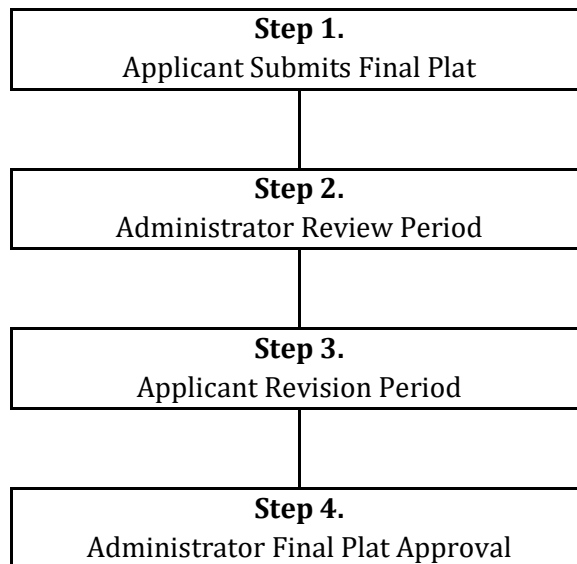 Step 1.
Applicant Submits Final Plat
Step 2.
Administrator Review Period
Step 3.
Applicant Revision Period
Step 4.
Administrator Final Plat Approval